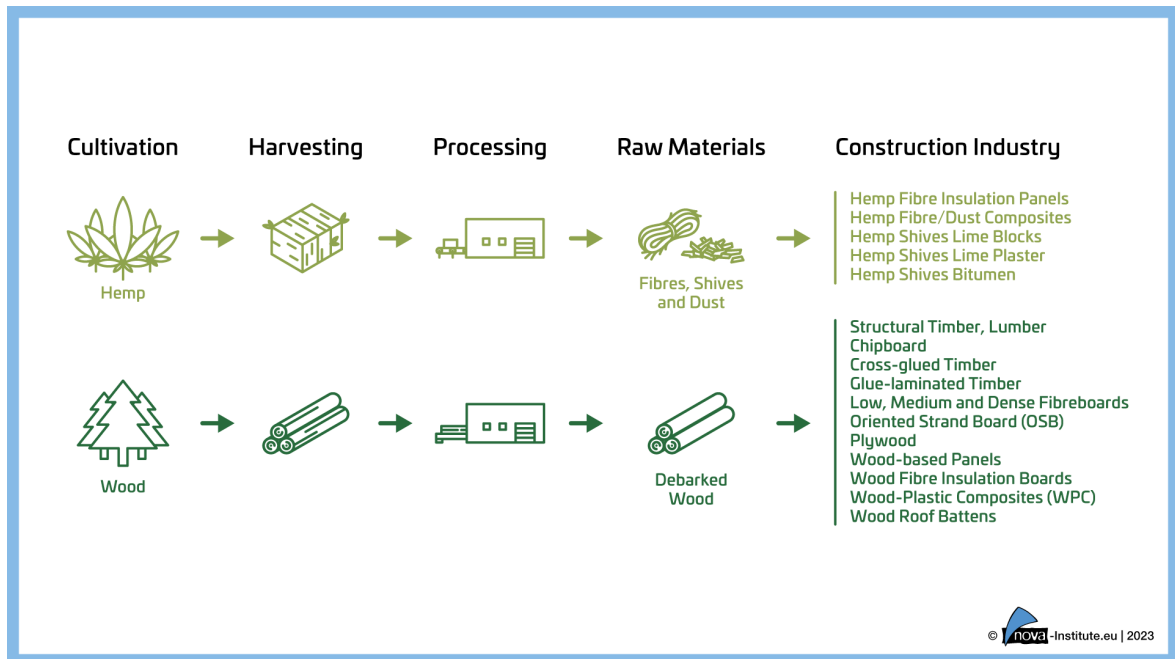 Cultivation
Harvesting
Processing
Raw Materials
Construction Industry
Hemp
Fibres, Shives
and Dust
Hemp Fibre Insulation Panels
Hemp Fibre/Dust Composites
Hemp Shives Lime Blocks
Hemp Shives Lime Plaster
Hemp Shives Bitumen
Wood
Debarked
Wood
Structural Timber, Lumber
Chipboard
Cross-glued Timber
Glue-laminated Timber
Low, Medium and Dense Fibreboards
Oriented Strand Board (OSB)
Plywood
Wood-based Panels
Wood Fibre Insulation Boards
Wood-Plastic Composites (WPC)
Wood Roof Battens
© nova-Institute.eu | 2023